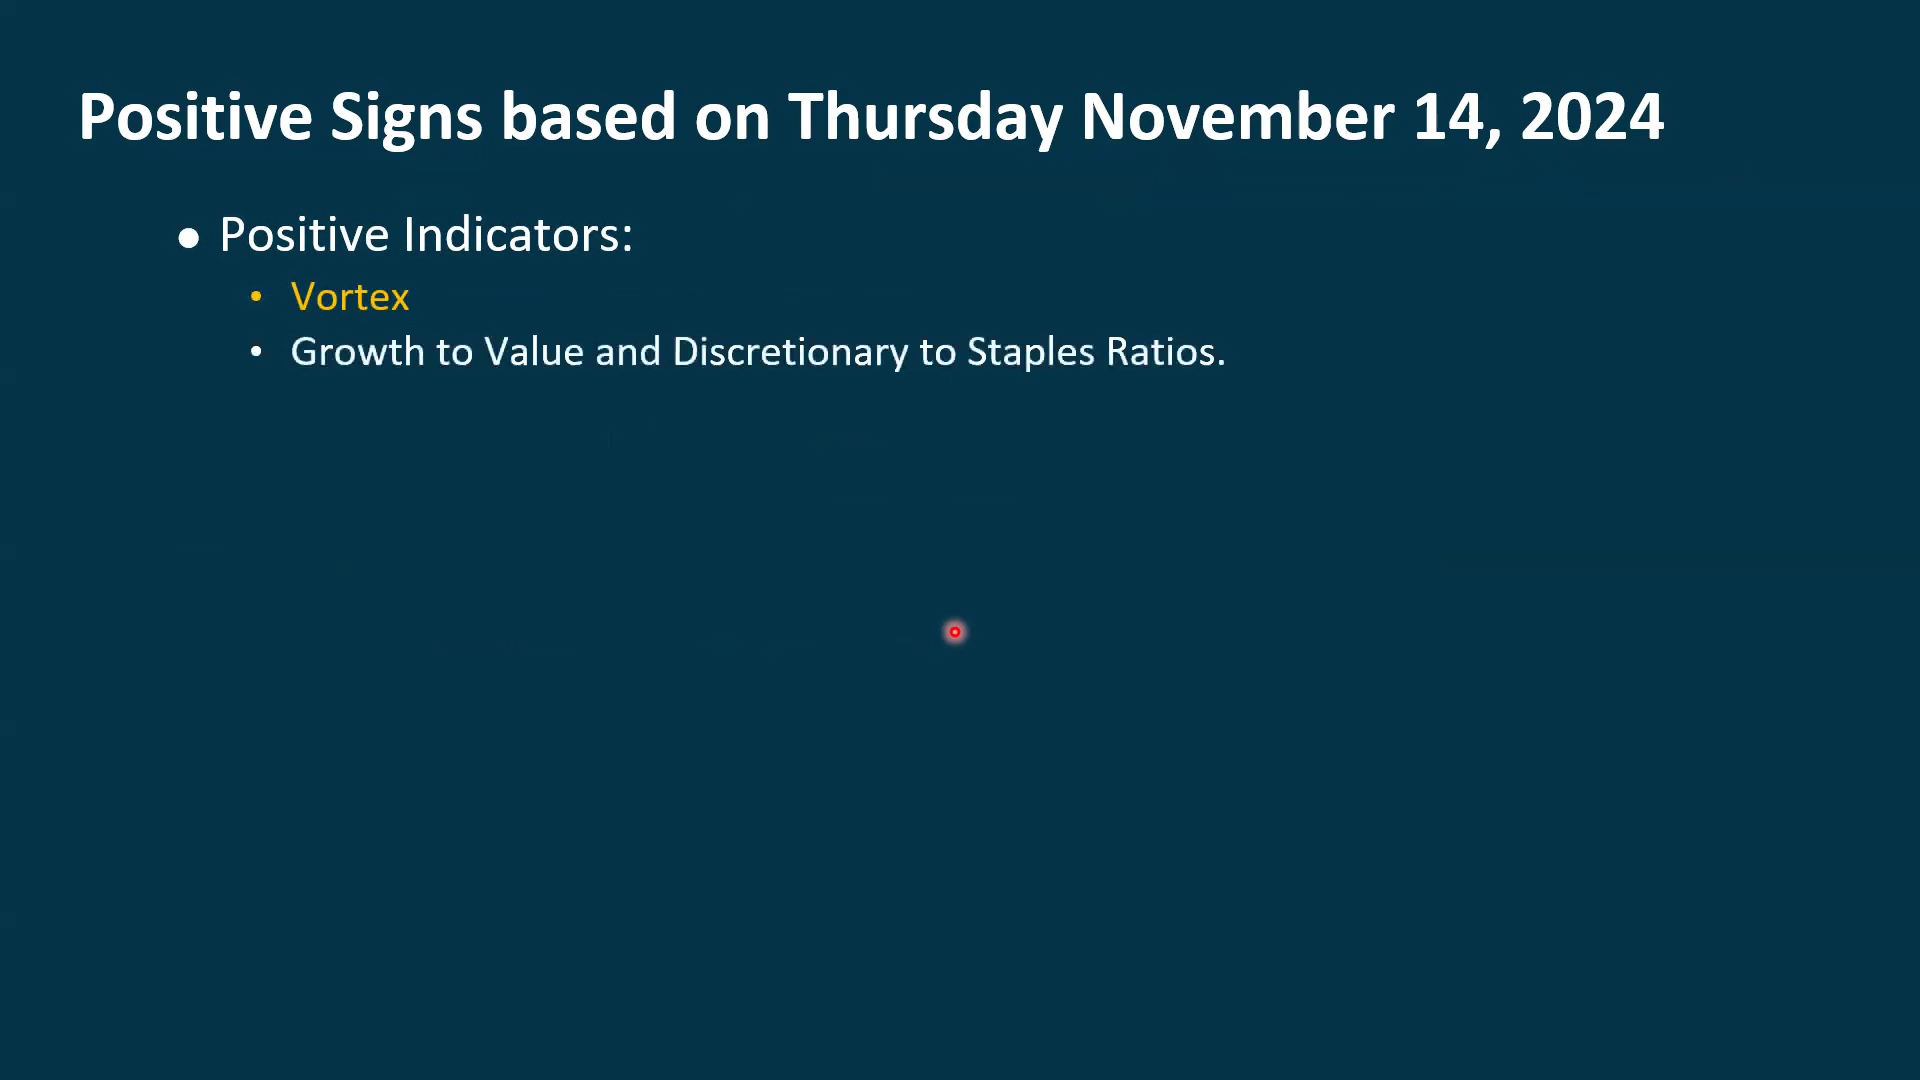 Positive Signs based on Thursday November 14, 2024
● Positive Indicators:
• Vortex
• Growth to Value and Discretionary to Staples Ratios.